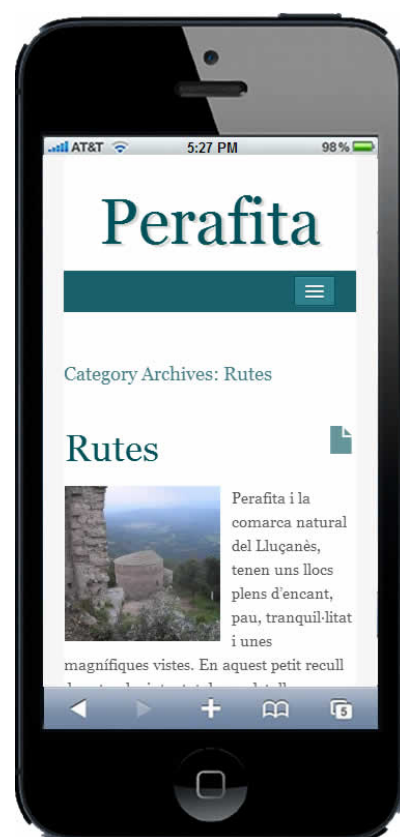 AT&T 5:27 PM 98%
Perafita
Category Archives: Rutes
Rutes
Perafita i la
comarca natural
del Lluçanès,
tenen uns llocs
plens d’encant,
pau, tranquil·litat
i unes
magnífiques vistes. En aquest petit recull
5